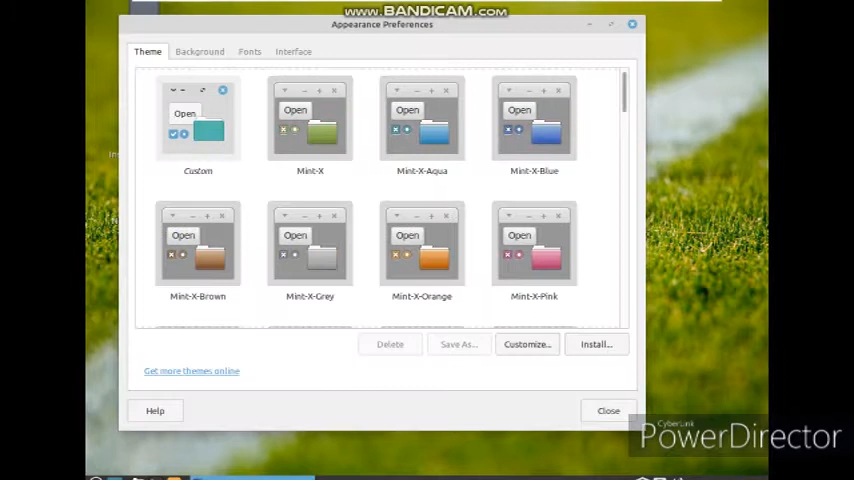 www.BANDICAM.com
Appearance Preferences
Theme Background Fonts Interface
Open Open Open Open
Custom Mint-X Mint-X-Aqua Mint-X-Blue
Open Open Open Open
Mint-X-Brown Mint-X-Grey Mint-X-Orange Mint-X-Pink
Delete Save As... Customize... Install...
Get more themes online
Help Close
CyberLink
PowerDirector